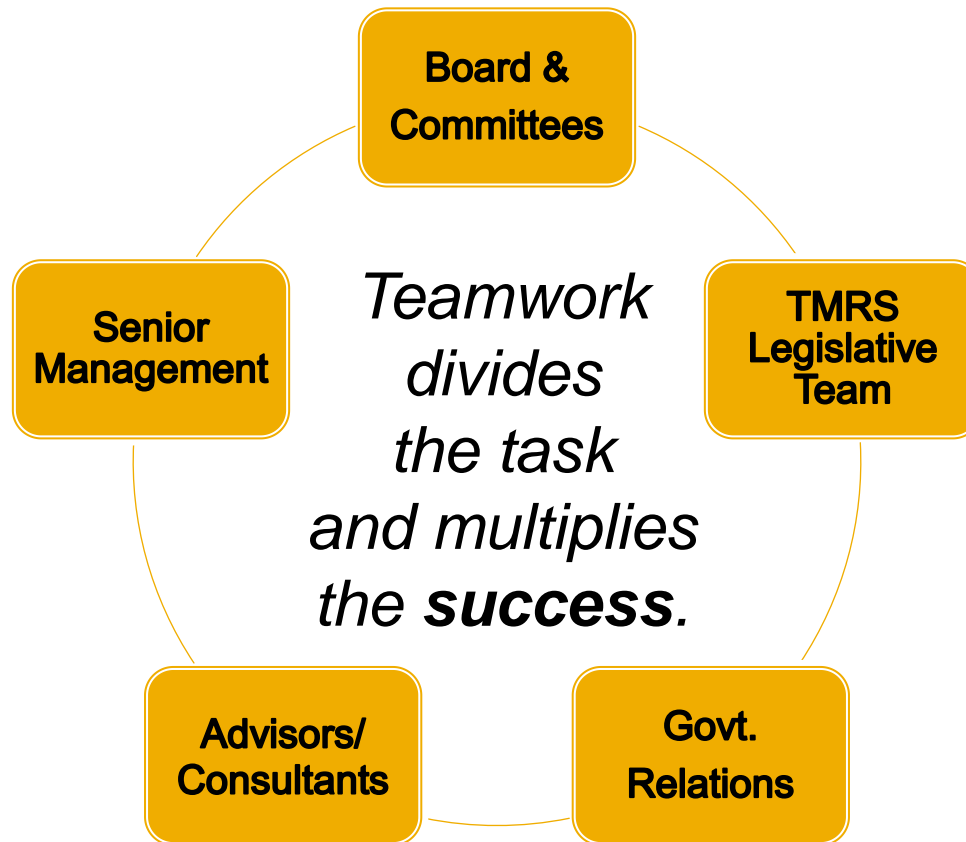 Board &
Committees
Senior
Management
TMRS
Legislative
Team
Teamwork
divides
the task
and multiplies
the success.
Advisors/
Consultants
Govt.
Relations